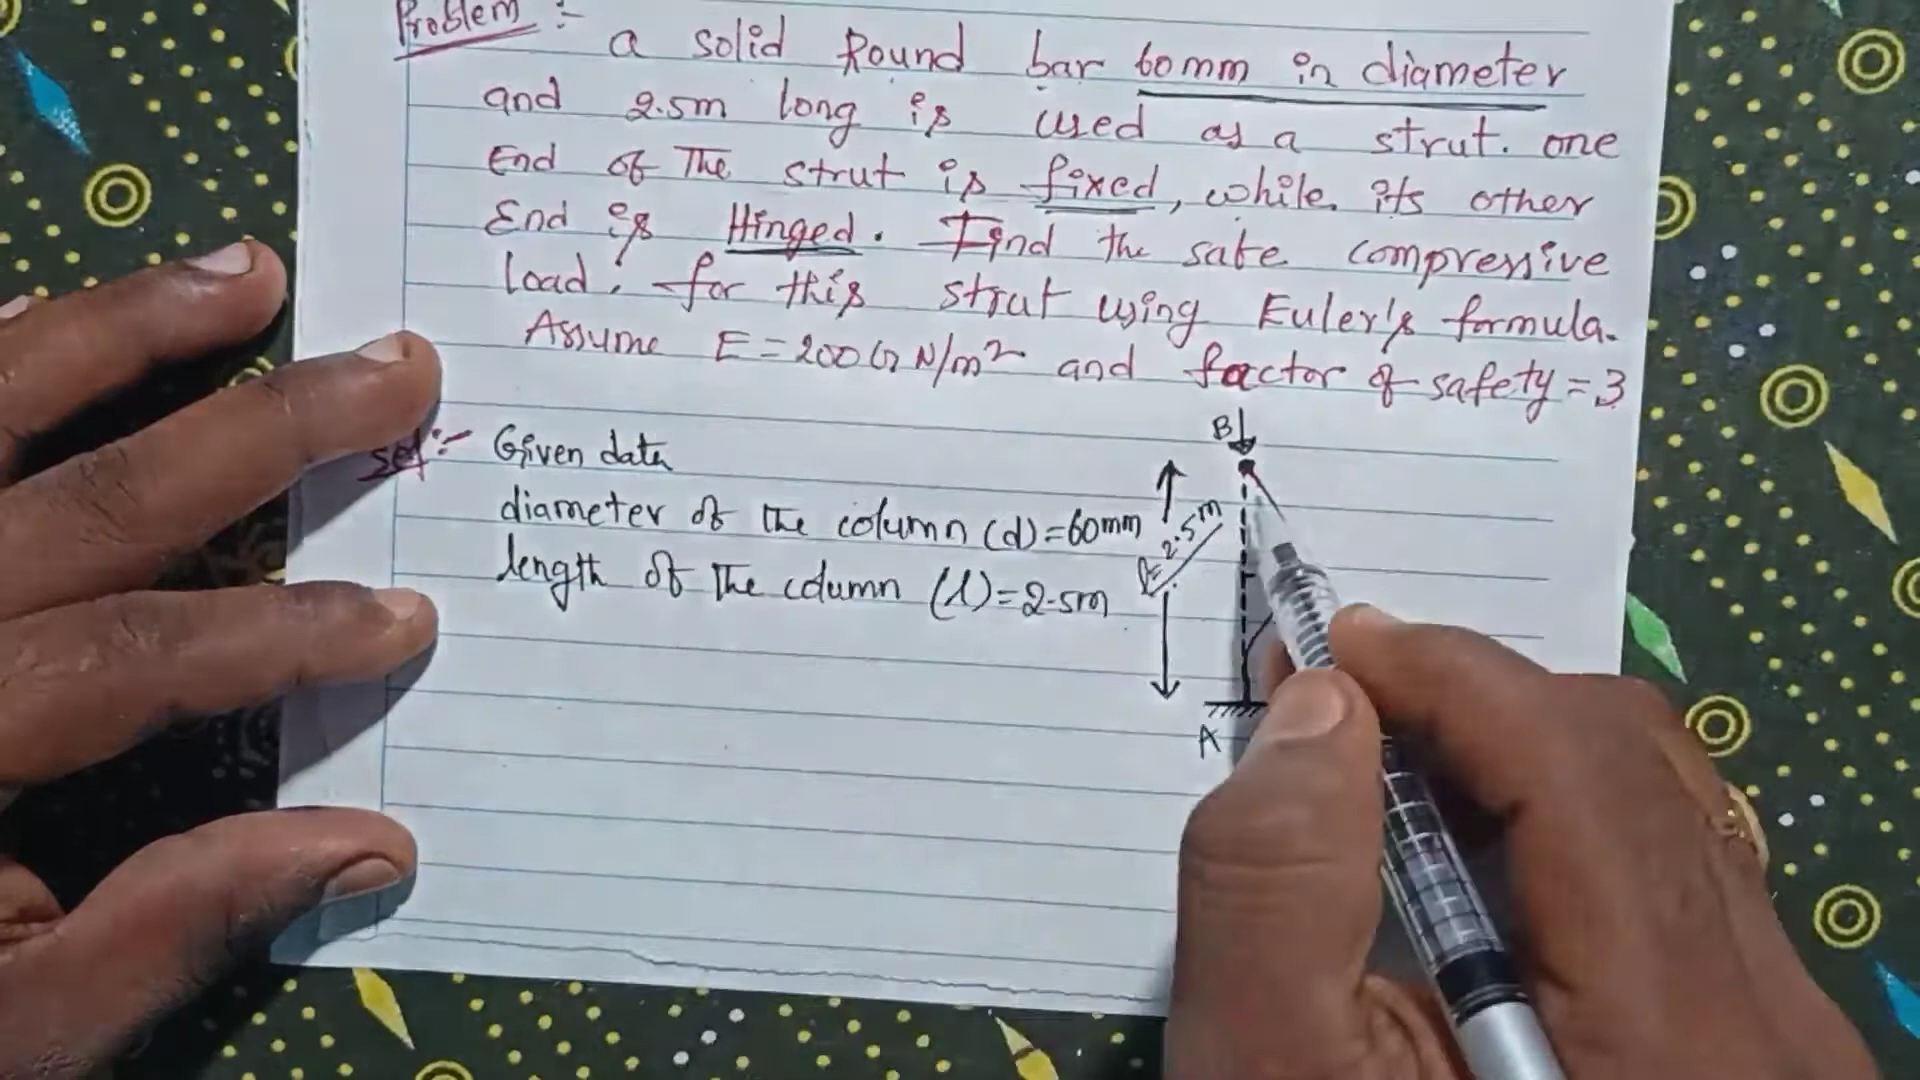 Problem :-
a solid Round bar 60mm in diameter
and 2.5m long is used as a strut. one
End of The strut is fixed, while its other
End is Hinged. Find the safe compressive
Load, for this strut using Euler's formula.
Assume E = 200 GN/m² and factor of safety = 3
Sol:- Given data
diameter of the column (d) = 60mm
length of the column (l) = 2.5m
B
l = 2.5m
A